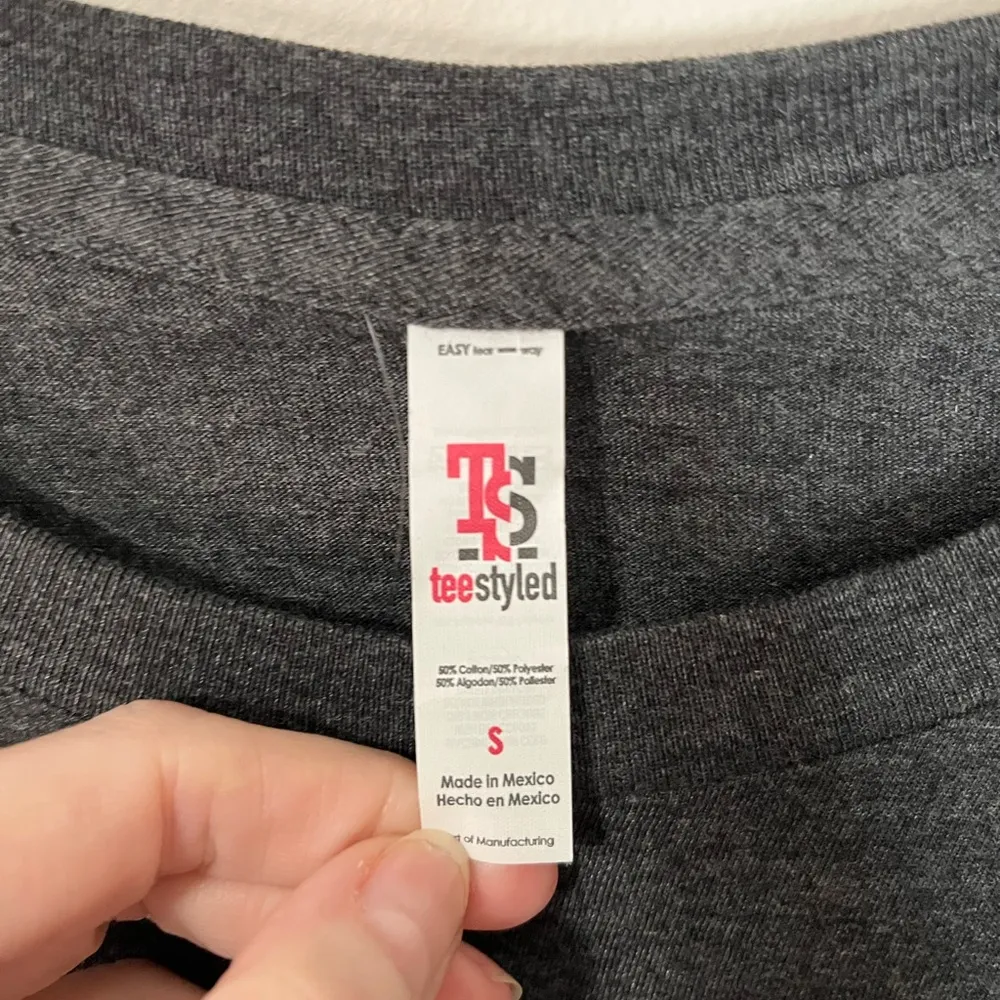 EASY tear away
TS
teestyled
50% Cotton/50% Polyester
50% Algodon/50% Poliester
S
Made in Mexico
Hecho en Mexico
of Manufacturing